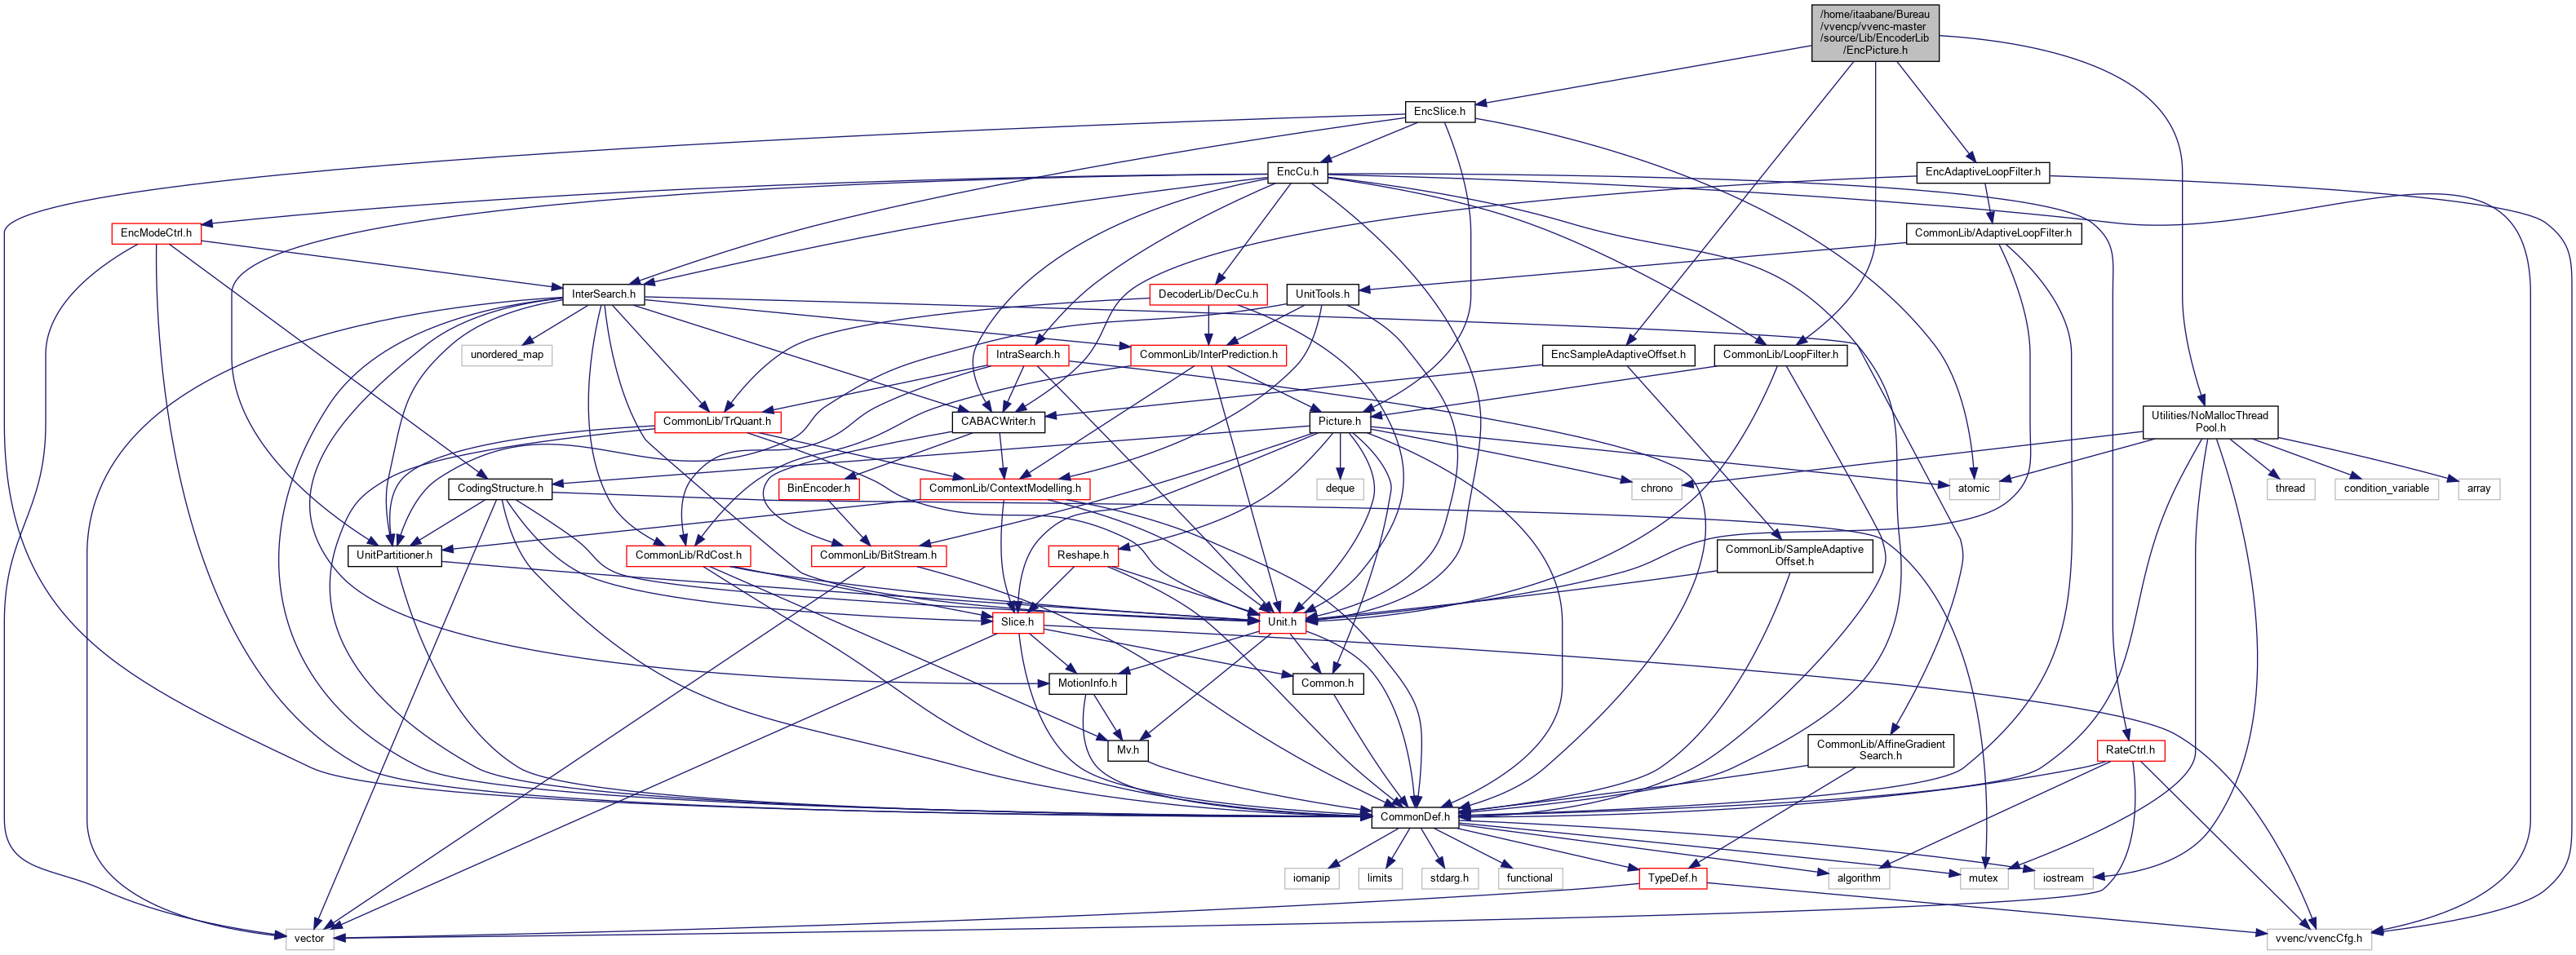 /home/itaabane/Bureau
/vvencp/vvenc-master
/source/Lib/EncoderLib
/EncPicture.h
EncSlice.h
EncCu.h
EncAdaptiveLoopFilter.h
EncModeCtrl.h
CommonLib/AdaptiveLoopFilter.h
InterSearch.h
DecoderLib/DecCu.h
UnitTools.h
unordered_map
IntraSearch.h
CommonLib/InterPrediction.h
EncSampleAdaptiveOffset.h
CommonLib/LoopFilter.h
CommonLib/TrQuant.h
CABACWriter.h
Picture.h
Utilities/NoMallocThread
Pool.h
CodingStructure.h
BinEncoder.h
CommonLib/ContextModelling.h
deque
chrono
atomic
thread
condition_variable
array
UnitPartitioner.h
CommonLib/RdCost.h
CommonLib/BitStream.h
Reshape.h
CommonLib/SampleAdaptive
Offset.h
Slice.h
Unit.h
MotionInfo.h
Common.h
Mv.h
CommonLib/AffineGradient
Search.h
RateCtrl.h
CommonDef.h
iomanip
limits
stdarg.h
functional
TypeDef.h
algorithm
mutex
iostream
vector
vvenc/vvencCfg.h